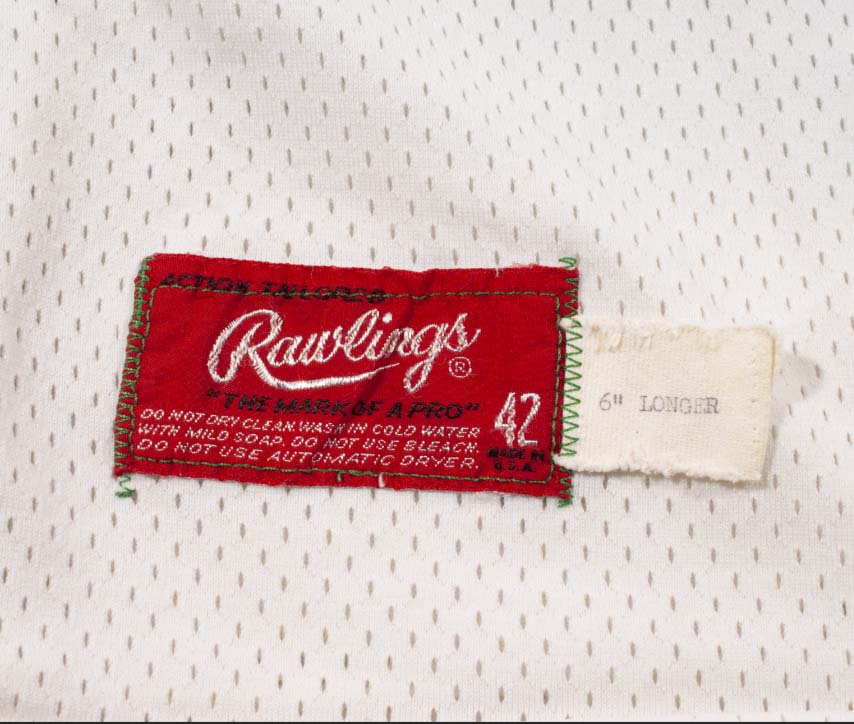 ACTION TAILORED
Rawlings®
"THE MARK OF A PRO"
42
DO NOT DRY CLEAN. WASH IN COLD WATER
WITH MILD SOAP. DO NOT USE BLEACH.
DO NOT USE AUTOMATIC DRYER.
MADE IN
U.S.A.
6" LONGER